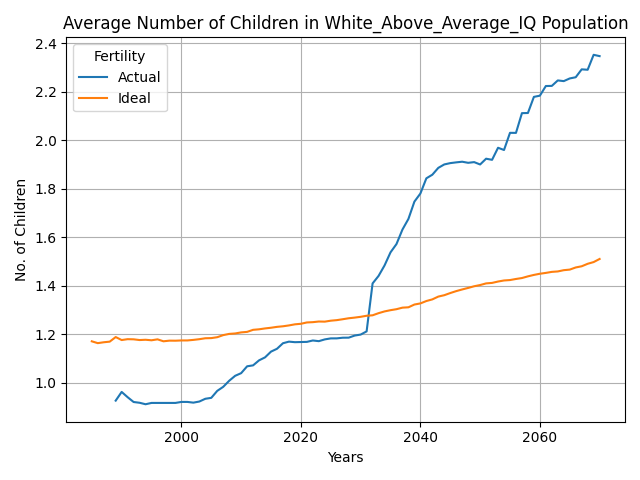 Average Number of Children in White_Above_Average_IQ Population
Fertility
Actual
Ideal
No. of Children
2.4
2.2
2.0
1.8
1.6
1.4
1.2
1.0
2000 2020 2040 2060
Years